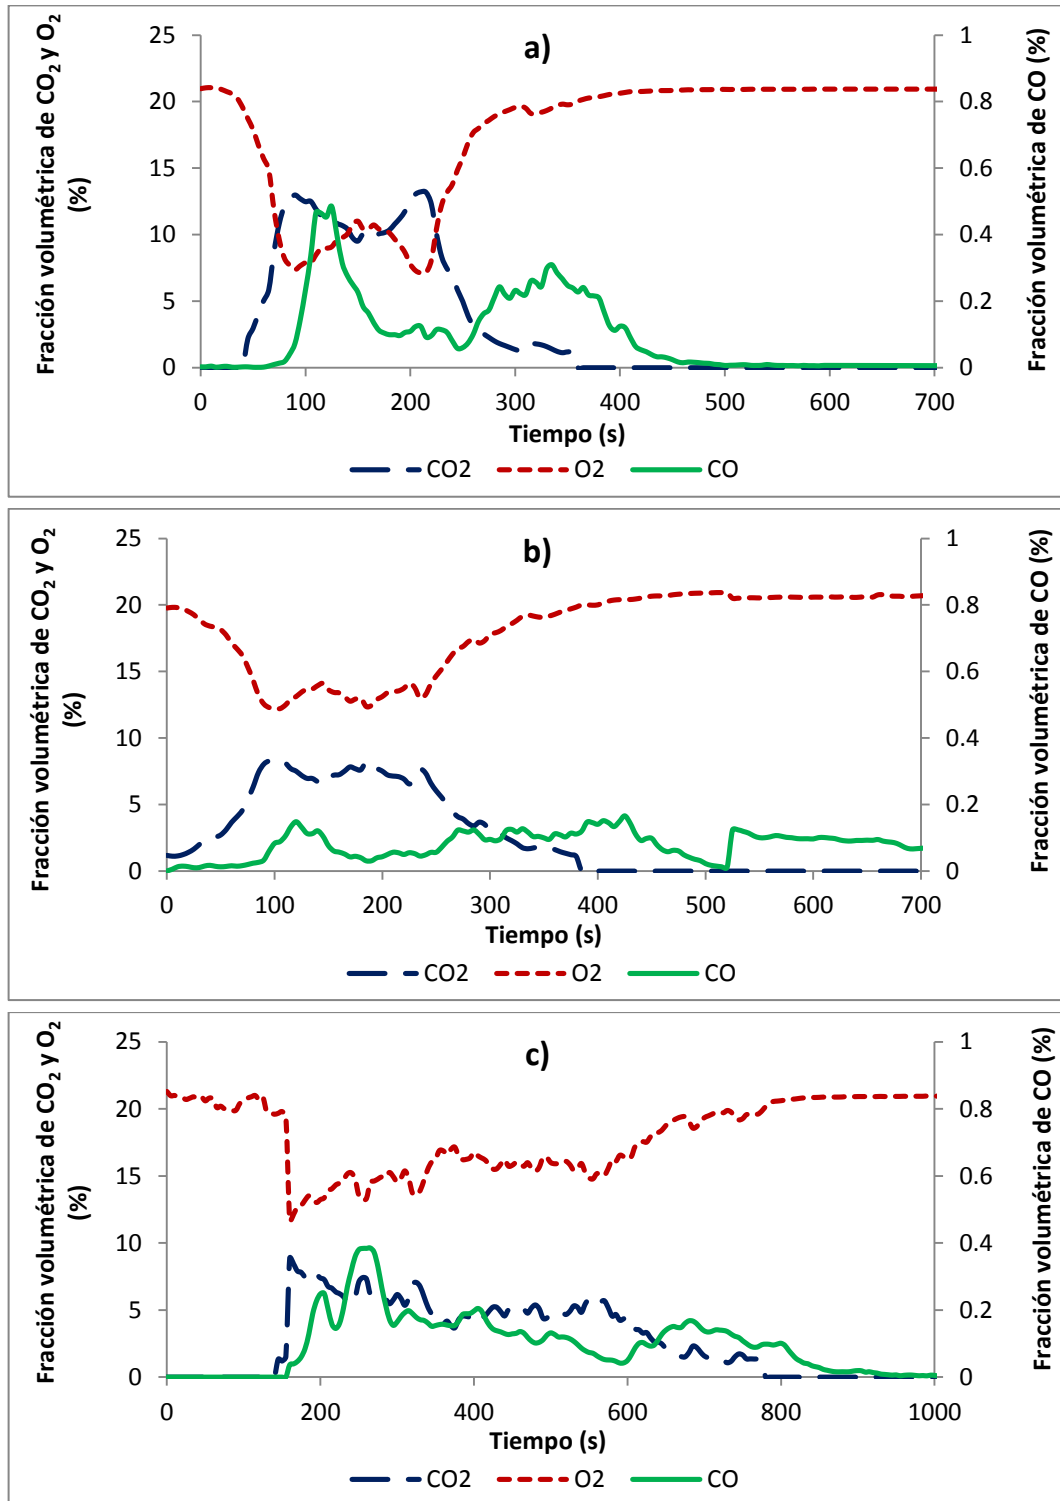 a)
Fracción volumétrica de CO2 y O2
(%)
Fracción volumétrica de CO (%)
25
20
15
10
5
0
1
0.8
0.6
0.4
0.2
0
0 100 200 300 400 500 600 700
Tiempo (s)
CO2 O2 CO
b)
Fracción volumétrica de CO2 y O2
(%)
Fracción volumétrica de CO (%)
25
20
15
10
5
0
1
0.8
0.6
0.4
0.2
0
0 100 200 300 400 500 600 700
Tiempo (s)
CO2 O2 CO
c)
Fracción volumétrica de CO2 y O2
(%)
Fracción volumétrica de CO (%)
25
20
15
10
5
0
1
0.8
0.6
0.4
0.2
0
0 200 400 600 800 1000
Tiempo (s)
CO2 O2 CO